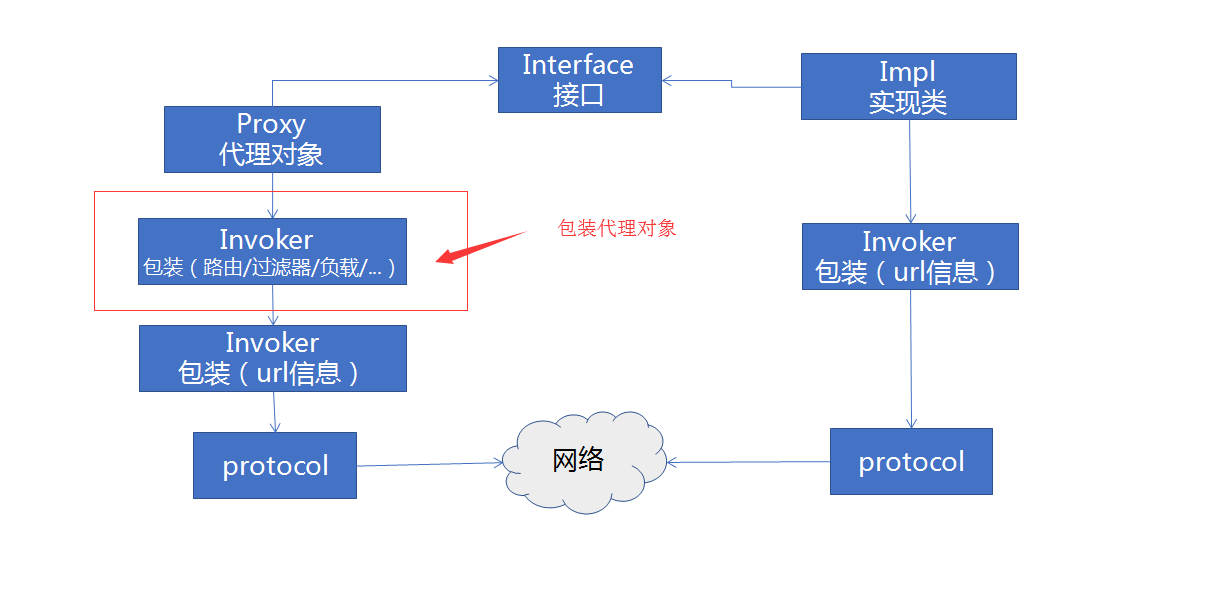 Interface
接口
Impl
实现类
Proxy
代理对象
Invoker
包装（路由/过滤器/负载/...）
包装代理对象
Invoker
包装（url信息）
Invoker
包装（url信息）
protocol
网络
protocol